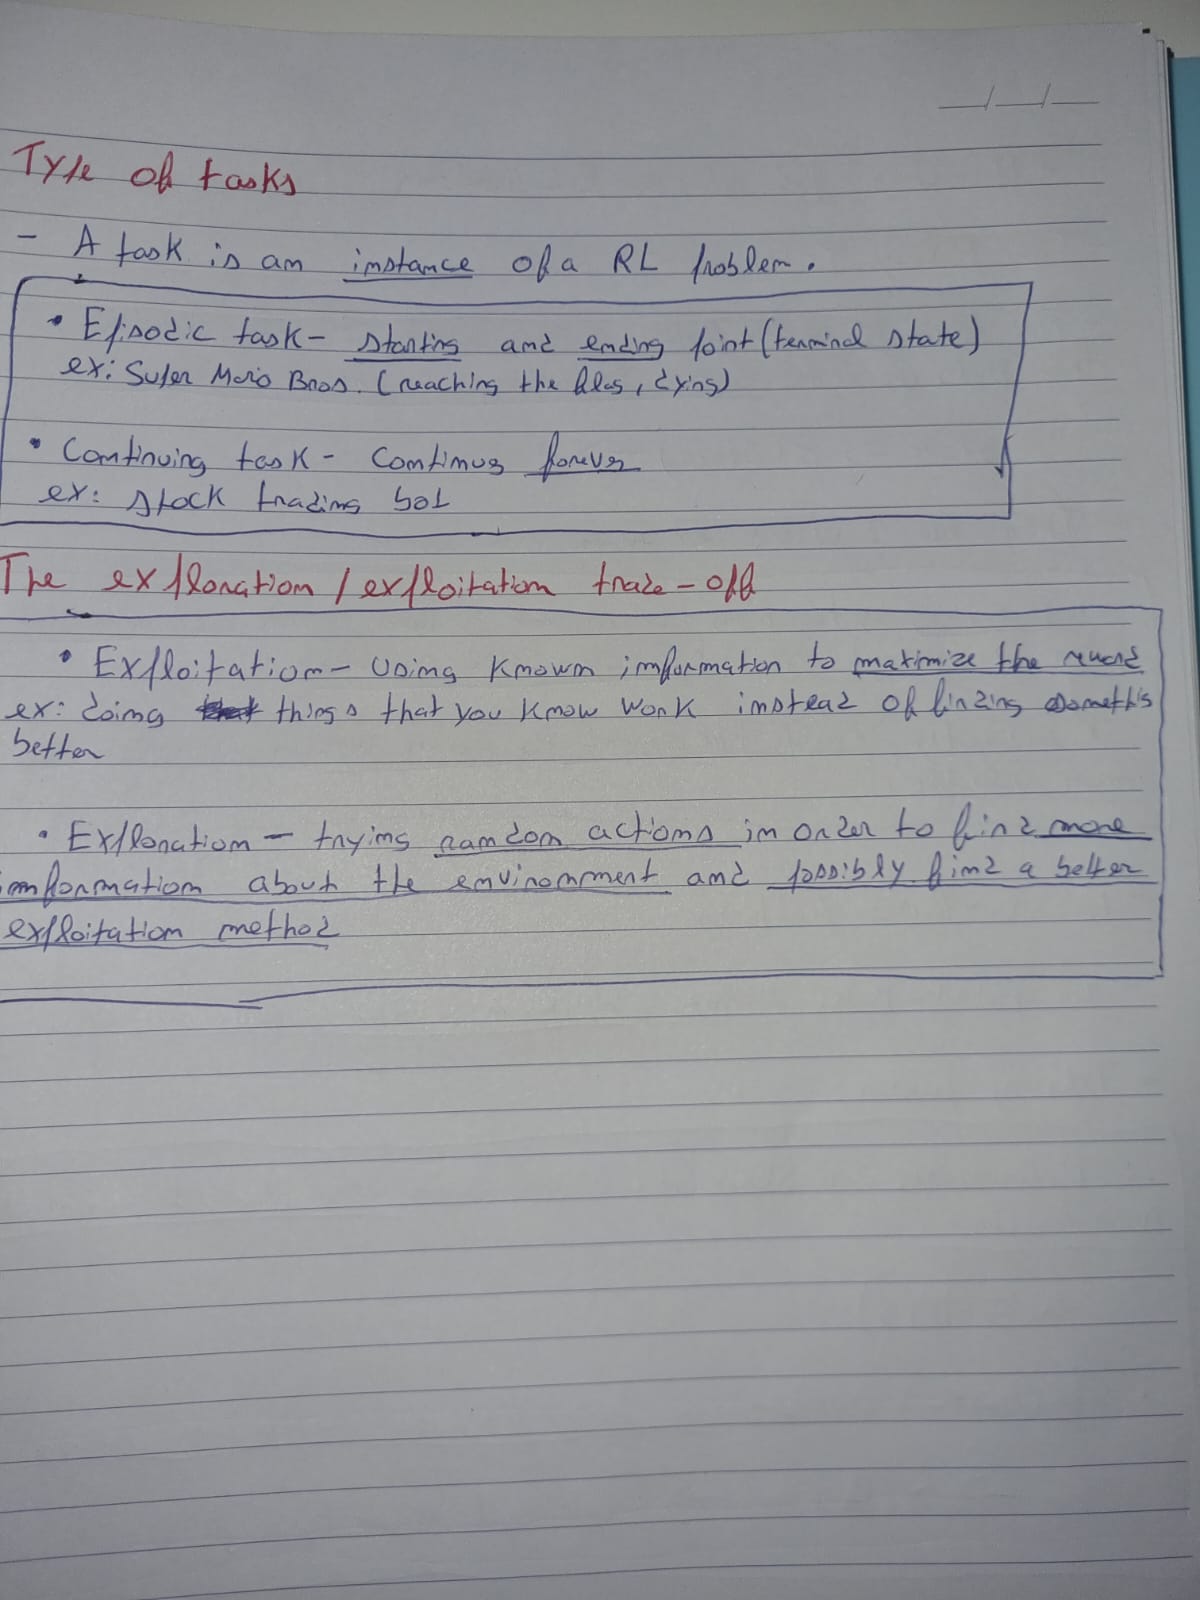 Type of tasks
- A task is an instance of a RL problem.
• Episodic task - starting and ending point (terminal state)
ex: Super Mario Bros. (reaching the flag, dying)
• Continuing task - continues forever
ex: stock trading bot
The exploration / exploitation trade-off
• Exploitation - Using known information to maximize the reward
ex: doing things that you know work instead of finding something
better
• Exploration - trying random actions in order to find more
information about the environment and possibly find a better
exploitation method